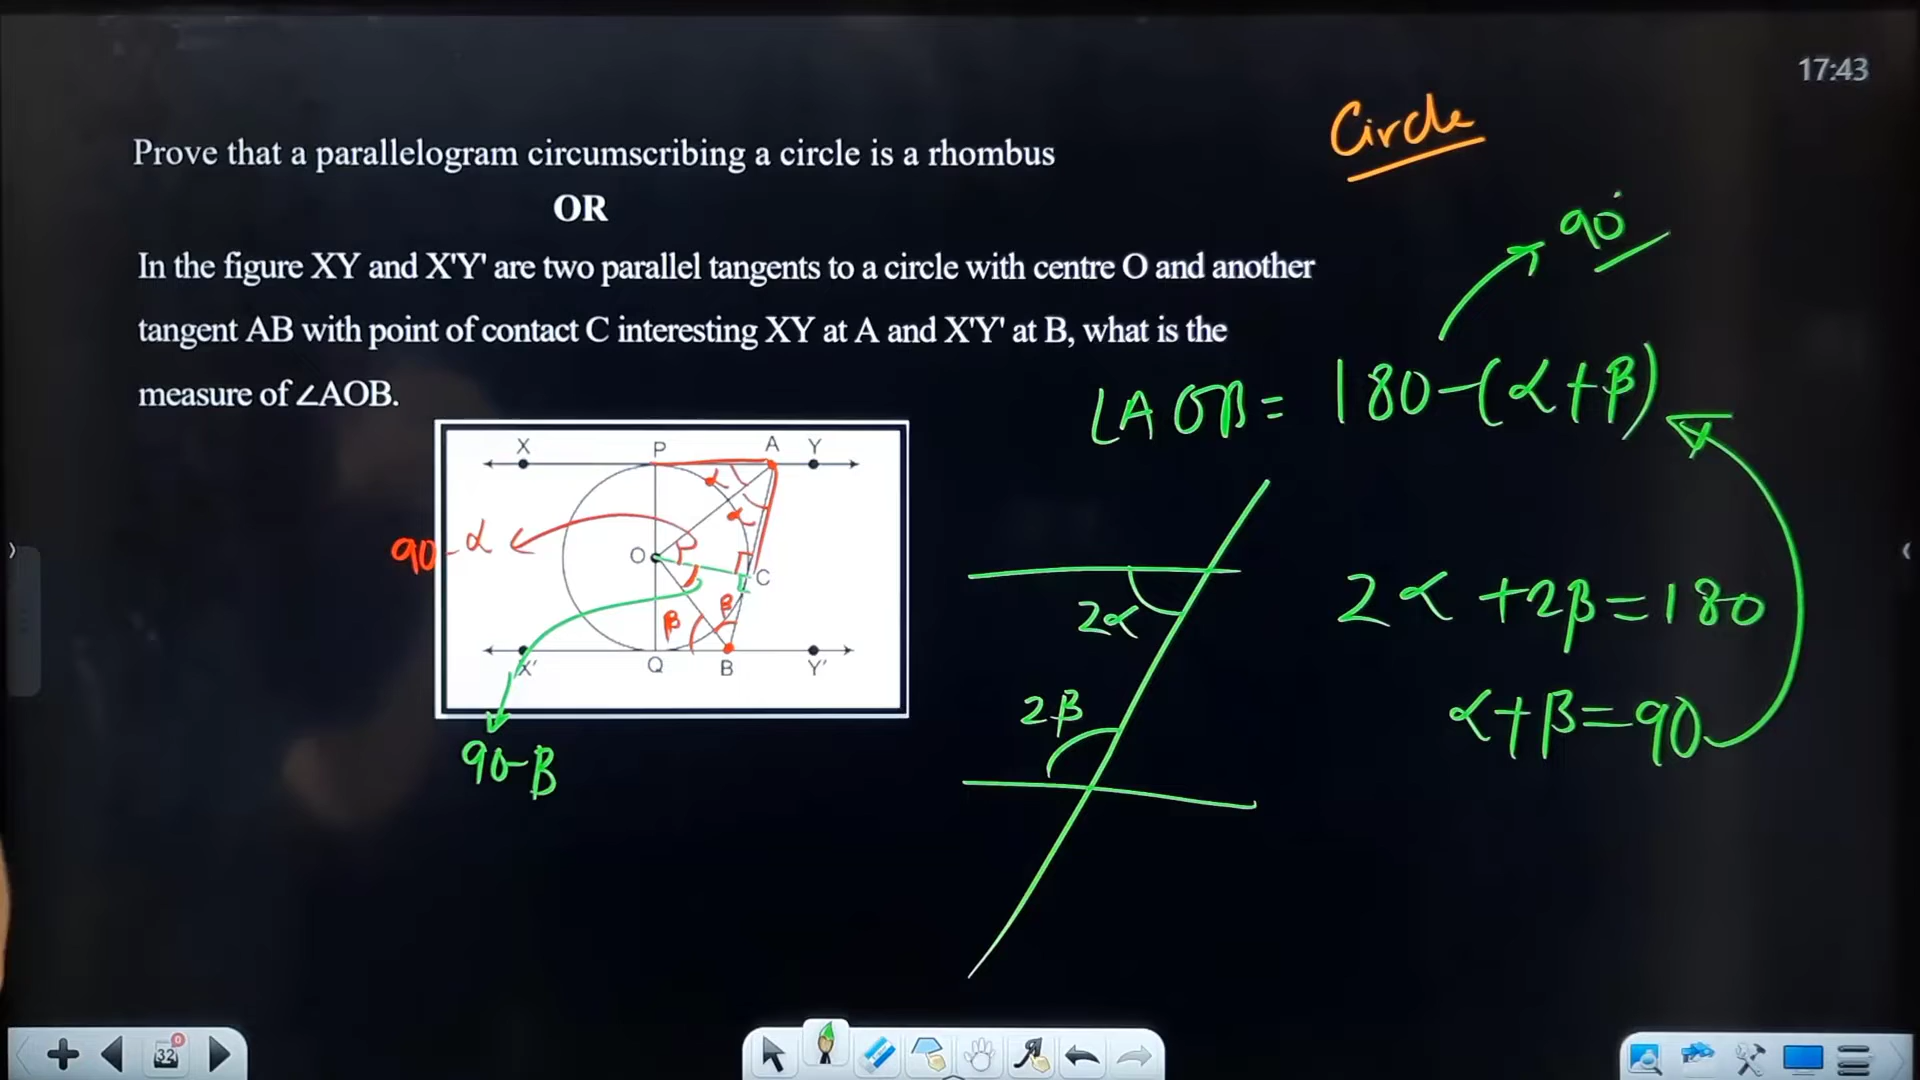 17:43
Circle
Prove that a parallelogram circumscribing a circle is a rhombus
OR
In the figure XY and X'Y' are two parallel tangents to a circle with centre O and another
tangent AB with point of contact C interesting XY at A and X'Y' at B, what is the
measure of ∠AOB.
90°
∠AOB = 180-(α+β)
X P A Y
α
α
90-α
O
C
β β
X' Q B Y'
90-β
2α
2β
2α+2β=180
α+β=90
32
0